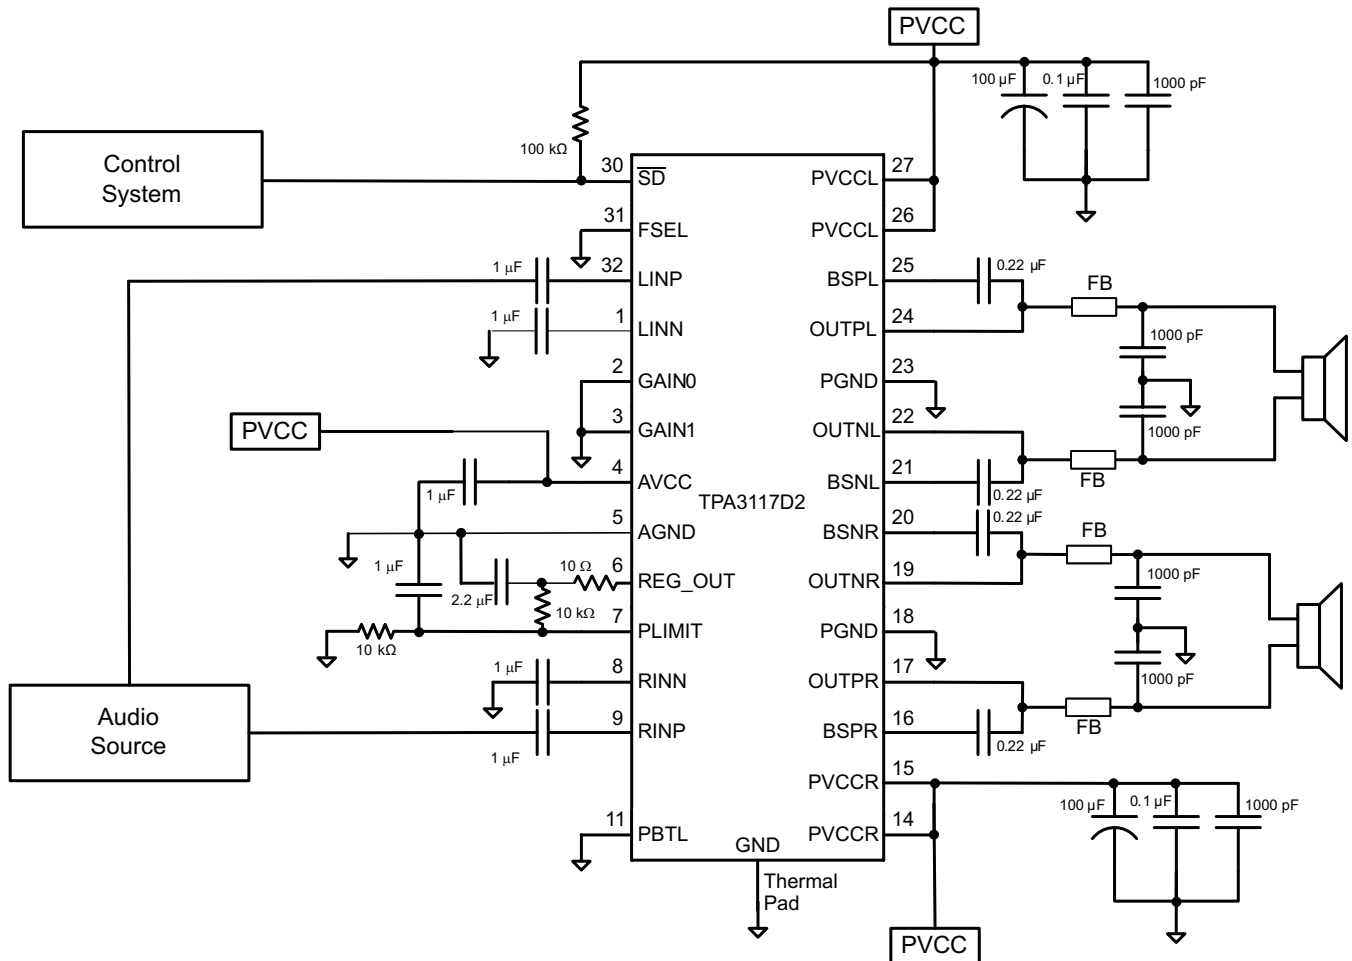 PVCC
100 µF
0.1 µF
1000 pF
Control
System
100 kΩ
30
SD
27
PVCCL
31
FSEL
26
PVCCL
1 µF
32
LINP
25
BSPL
0.22 µF
FB
1 µF
1
LINN
24
OUTPL
1000 pF
2
GAIN0
23
PGND
PVCC
3
GAIN1
22
OUTNL
1000 pF
FB
1 µF
4
AVCC
21
BSNL
0.22 µF
TPA3117D2
5
AGND
20
BSNR
0.22 µF
FB
1 µF
2.2 µF
10 Ω
6
REG_OUT
19
OUTNR
1000 pF
10 kΩ
10 kΩ
7
PLIMIT
18
PGND
1 µF
8
RINN
17
OUTPR
1000 pF
FB
Audio
Source
1 µF
9
RINP
16
BSPR
0.22 µF
15
PVCCR
100 µF
0.1 µF
1000 pF
11
PBTL
14
PVCCR
GND
Thermal
Pad
PVCC